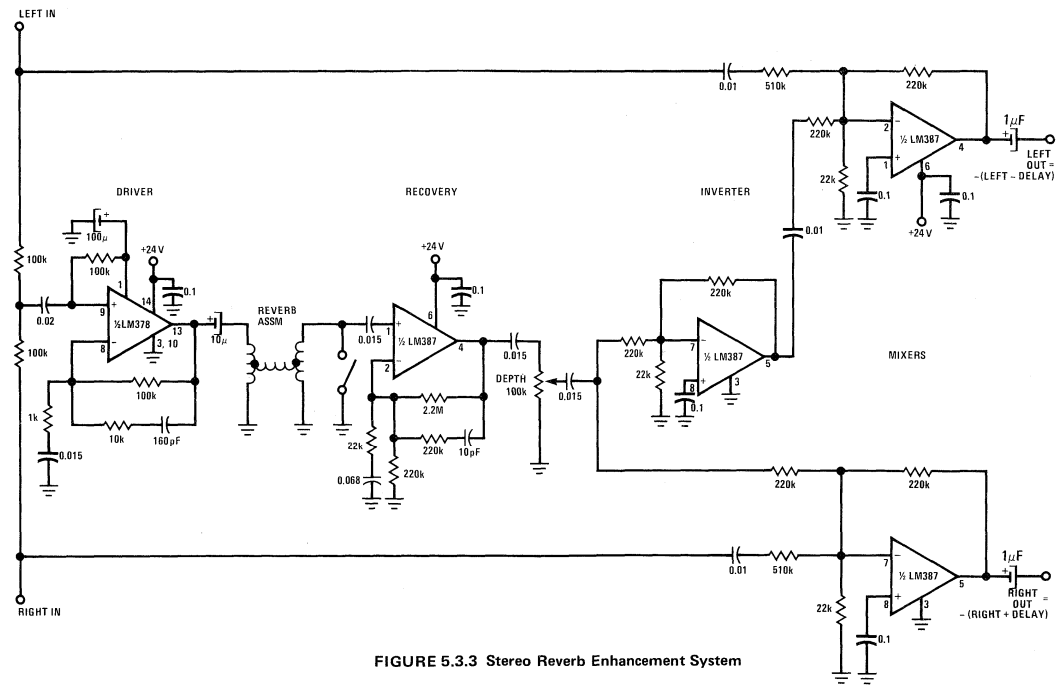 LEFT IN
0.01
510k
220k
220k
2
½ LM387
4
1
+
6
1µF
+
LEFT
OUT =
–(LEFT – DELAY)
22k
0.1
0.1
+24 V
DRIVER
RECOVERY
INVERTER
+
100µ
100k
100k
+24 V
0.1
1
14
9
+
½LM378
13
8
–
3, 10
0.02
+
10µ
REVERB
ASSM
100k
100k
1k
10k
160pF
0.015
+24 V
0.1
0.015
1
+
6
½ LM387
4
2
–
0.015
DEPTH
100k
0.015
2.2M
22k
220k
10pF
0.068
220k
0.01
220k
220k
7
–
½ LM387
5
22k
8
+
3
0.1
MIXERS
220k
220k
0.01
510k
7
–
½ LM387
5
8
+
3
1µF
+
RIGHT =
OUT
– (RIGHT + DELAY)
22k
0.1
RIGHT IN
FIGURE 5.3.3 Stereo Reverb Enhancement System